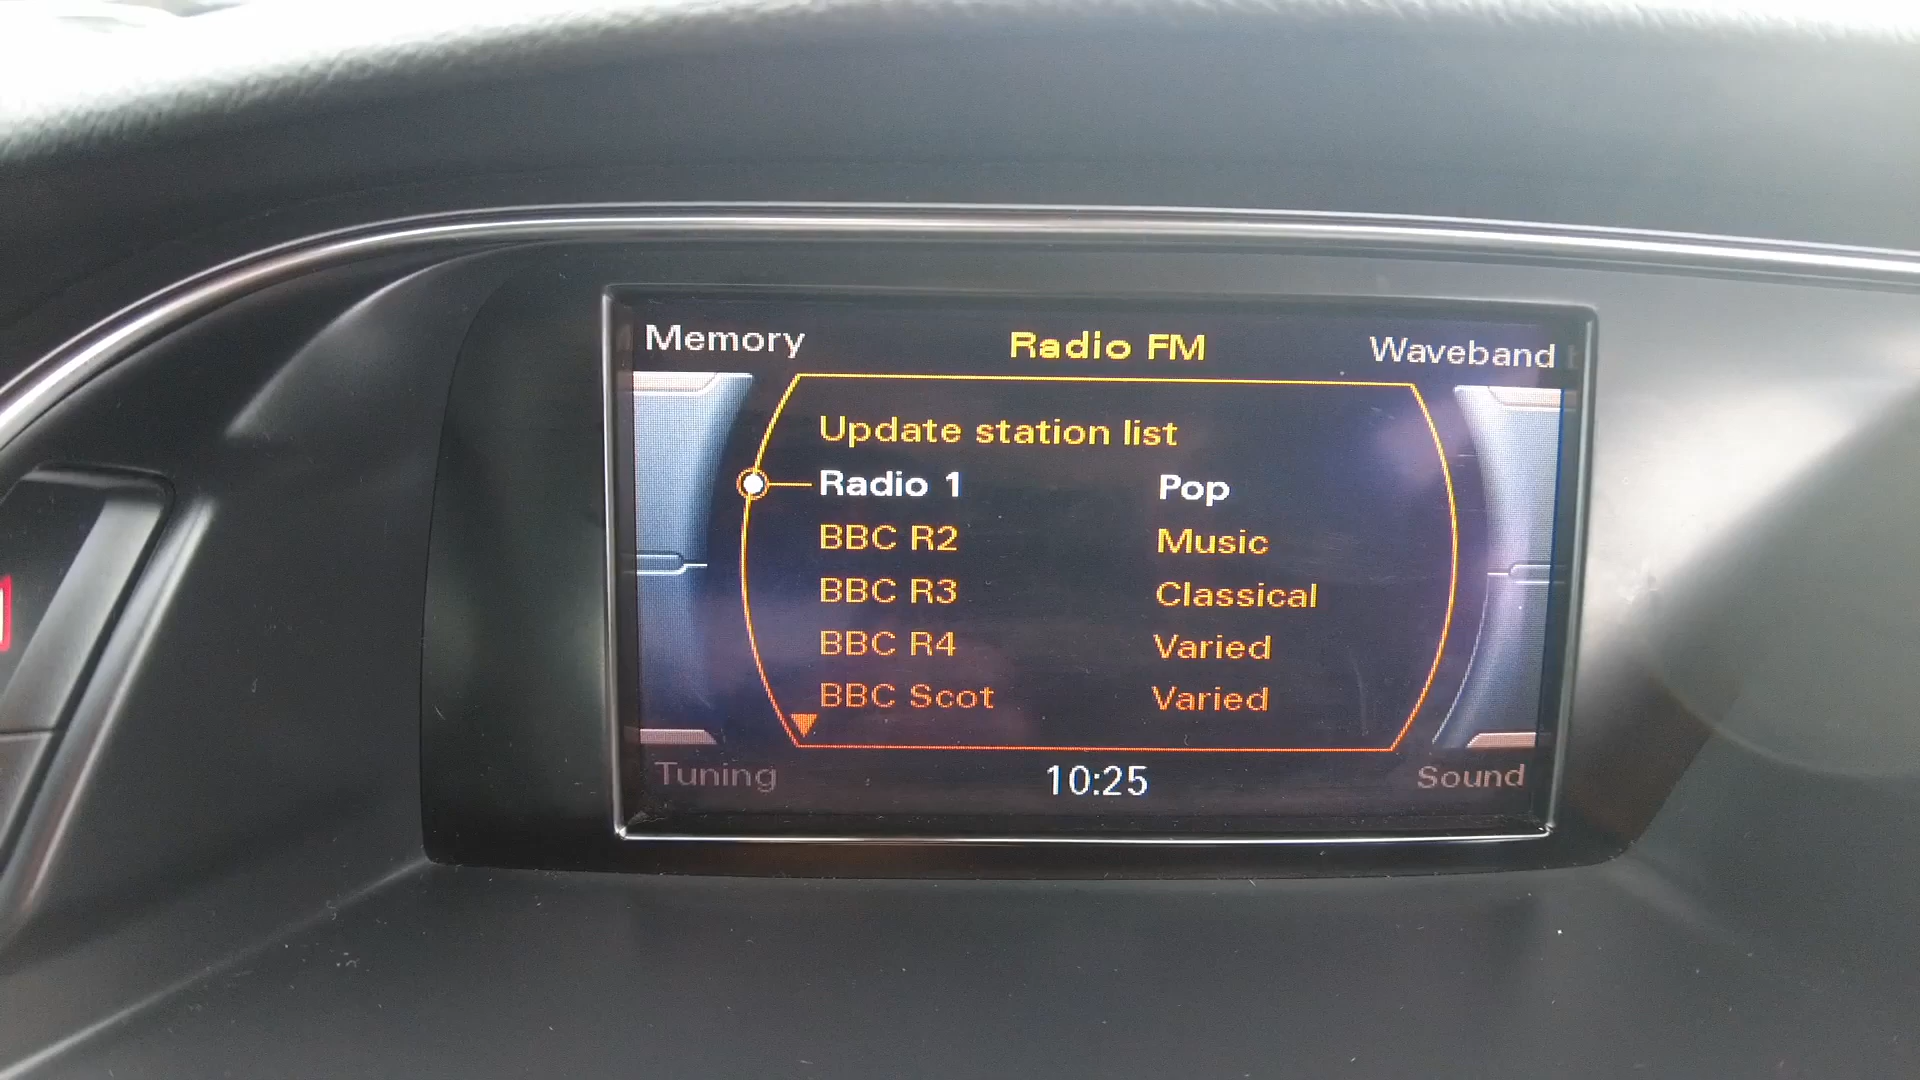 Memory Radio FM Waveband
Update station list
Radio 1 Pop
BBC R2 Music
BBC R3 Classical
BBC R4 Varied
BBC Scot Varied
Tuning 10:25 Sound